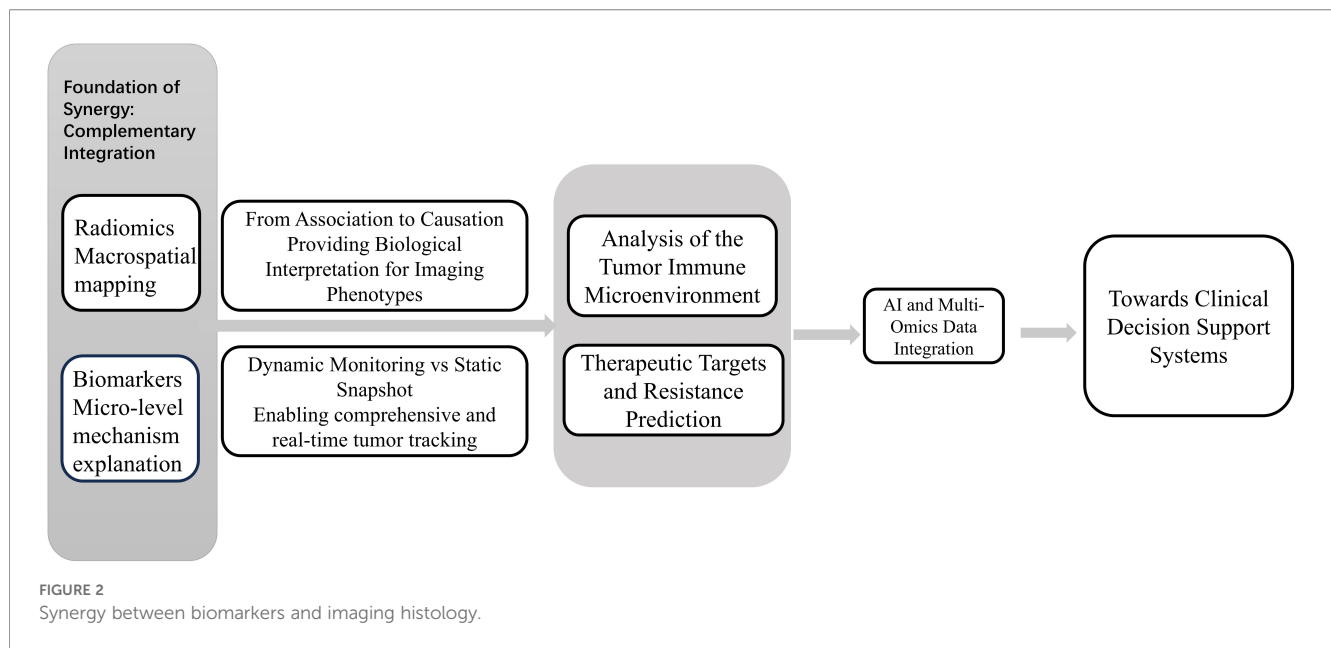 Foundation of
Synergy:
Complementary
Integration
Radiomics
Macrospatial
mapping
Biomarkers
Micro-level
mechanism
explanation
From Association to Causation
Providing Biological
Interpretation for Imaging
Phenotypes
Dynamic Monitoring vs Static
Snapshot
Enabling comprehensive and
real-time tumor tracking
Analysis of the
Tumor Immune
Microenvironment
Therapeutic Targets
and Resistance
Prediction
AI and Multi-
Omics Data
Integration
Towards Clinical
Decision Support
Systems
FIGURE 2
Synergy between biomarkers and imaging histology.